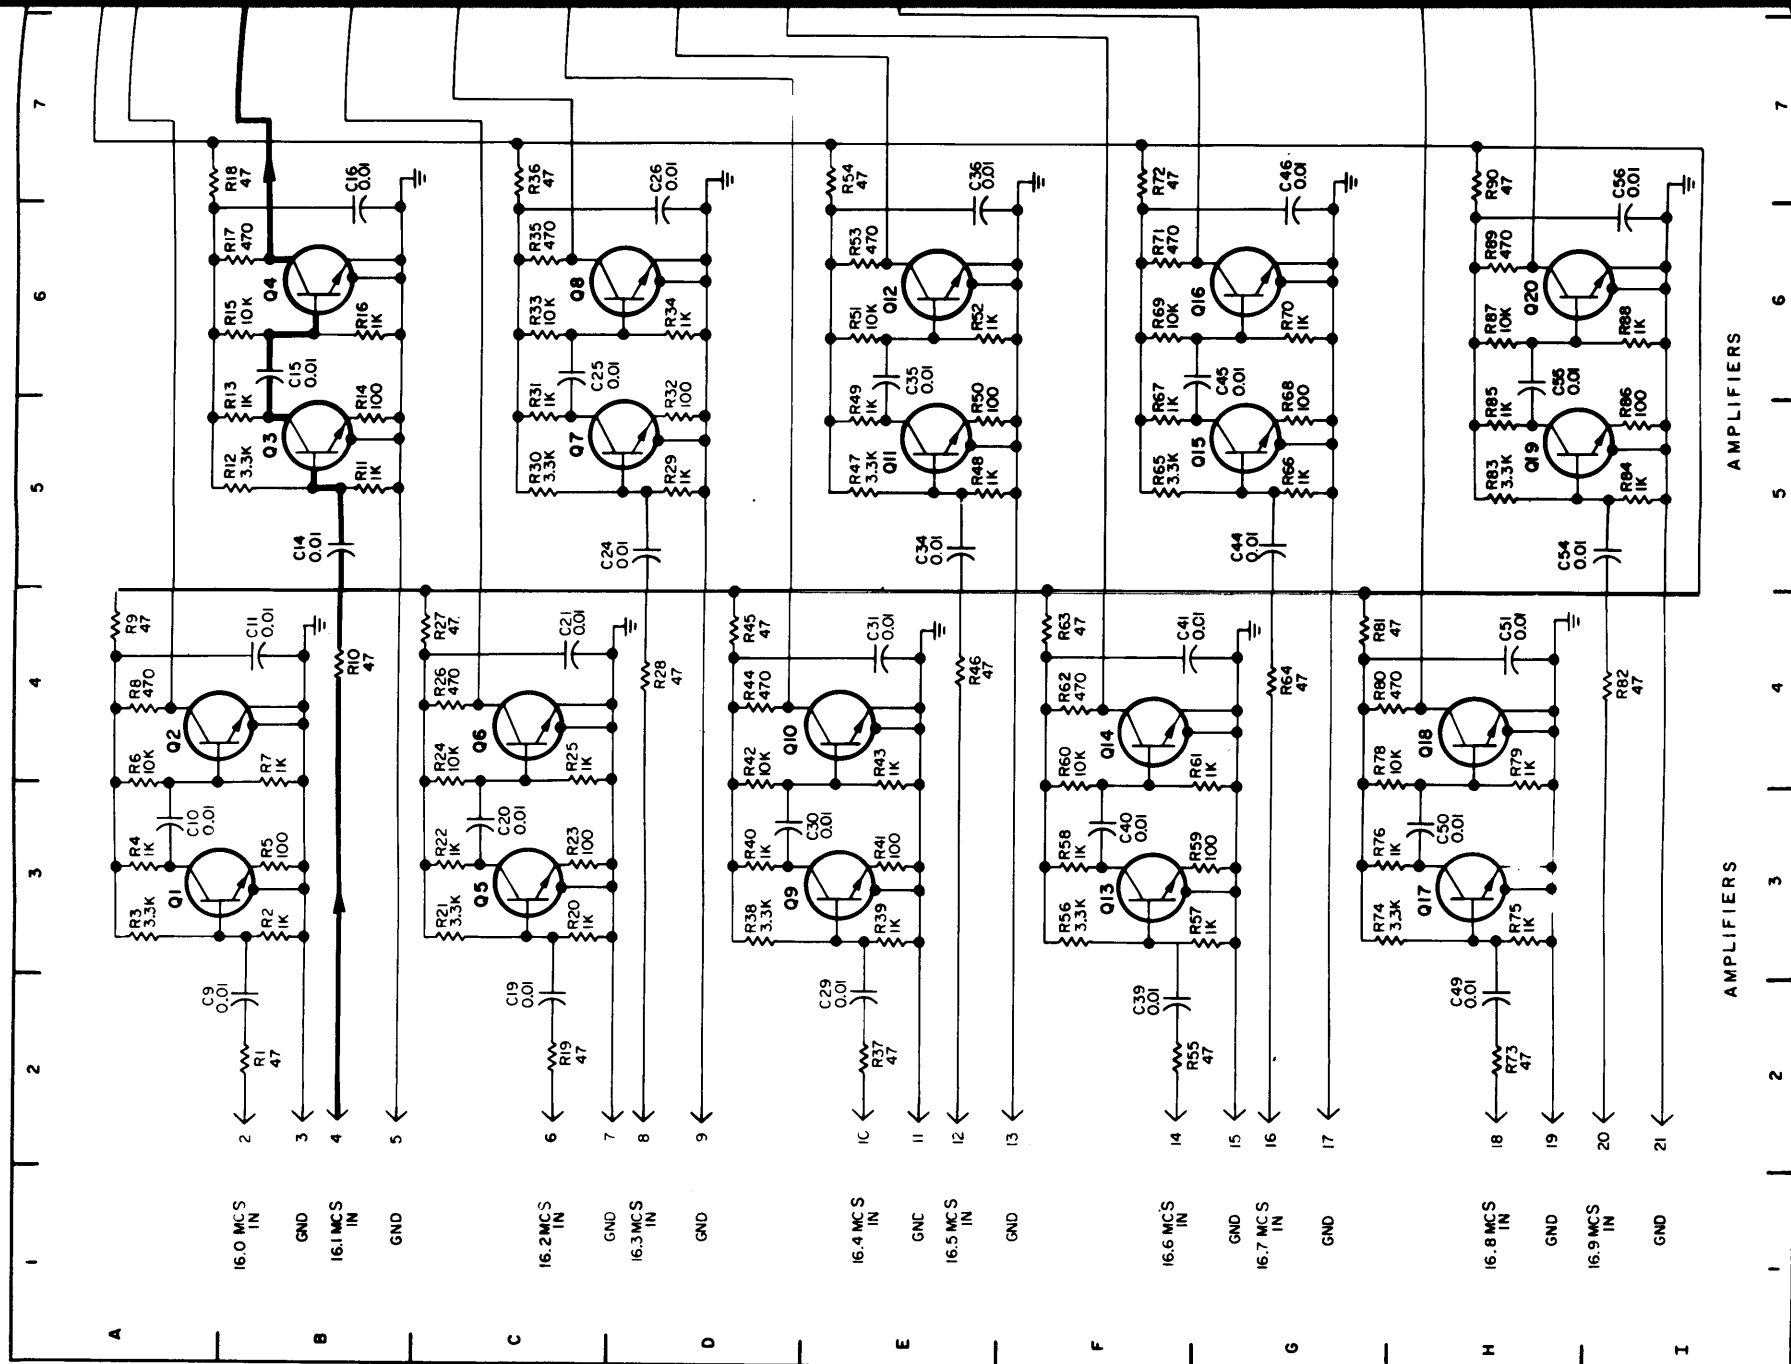 7
7
R18
47
C16
0.01
R36
47
C26
0.01
R54
47
C36
0.01
R72
47
C46
0.01
R90
47
C56
0.01
6
R17
470
Q4
R15
10K
R16
1K
R35
470
Q8
R33
10K
R34
1K
R53
470
Q12
R51
10K
R52
1K
R71
470
Q16
R69
10K
R70
1K
R89
470
Q20
R87
10K
R88
1K
6
C15
0.01
C25
0.01
C35
0.01
C45
0.01
C55
0.01
R13
1K
Q3
R14
100
R12
3.3K
R11
1K
R31
1K
Q7
R32
100
R30
3.3K
R29
1K
R49
1K
Q11
R50
100
R47
3.3K
R48
1K
R67
1K
Q15
R68
100
R65
3.3K
R66
1K
R85
1K
Q19
R86
100
R83
3.3K
R84
1K
AMPLIFIERS
5
5
C14
0.01
C24
0.01
C34
0.01
C44
0.01
C54
0.01
R9
47
C11
0.01
R10
47
R27
47
C21
0.01
R28
47
R45
47
C31
0.01
R46
47
R63
47
C41
0.01
R64
47
R81
47
C51
0.01
R82
47
4
R8
470
Q2
R6
10K
R7
1K
R26
470
Q6
R24
10K
R25
1K
R44
470
Q10
R42
10K
R43
1K
R62
470
Q14
R60
10K
R61
1K
R80
470
Q18
R78
10K
R79
1K
4
C10
0.01
C20
0.01
C30
0.01
C40
0.01
C50
0.01
3
R4
1K
Q1
R5
100
R3
3.3K
R2
1K
R22
1K
Q5
R23
100
R21
3.3K
R20
1K
R40
1K
Q9
R41
100
R38
3.3K
R39
1K
R58
1K
Q13
R59
100
R56
3.3K
R57
1K
R76
1K
Q17
R74
3.3K
R75
1K
AMPLIFIERS
3
C9
0.01
C19
0.01
C29
0.01
C39
0.01
C49
0.01
2
R1
47
R19
47
R37
47
R55
47
R73
47
2
2
3
4
5
6
7
8
9
10
11
12
13
14
15
16
17
18
19
20
21
1
16.0 MCS
IN
GND
16.1 MCS
IN
GND
16.2 MCS
IN
GND
16.3 MCS
IN
GND
16.4 MCS
IN
GND
16.5 MCS
IN
GND
16.6 MCS
IN
GND
16.7 MCS
IN
GND
16.8 MCS
IN
GND
16.9 MCS
IN
GND
1
A
B
C
D
E
F
G
H
I